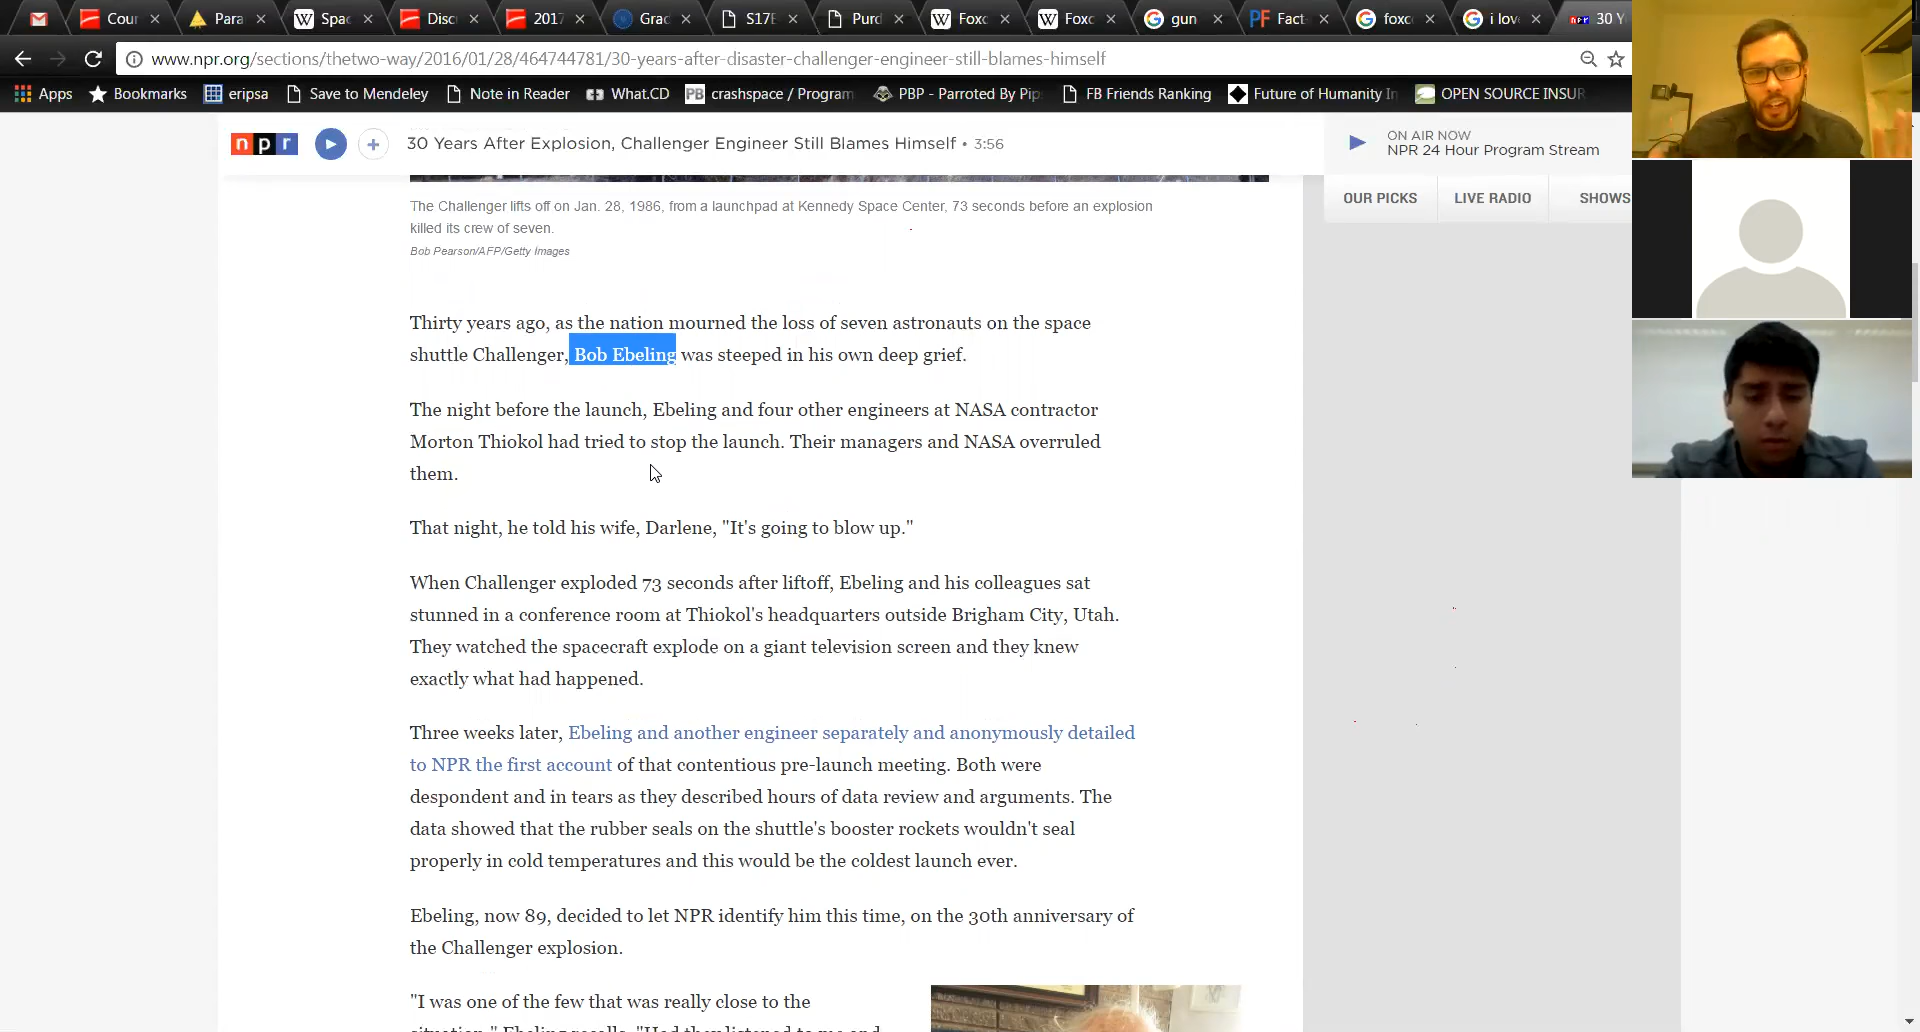 Cour
Para
Spac
Disc
2017
Grac
S17E
Purd
Foxc
Foxc
gun
PF Fact
foxc
i lov
npr 30 Y
www.npr.org/sections/thetwo-way/2016/01/28/464744781/30-years-after-disaster-challenger-engineer-still-blames-himself
Apps Bookmarks eripsa Save to Mendeley Note in Reader What.CD PB crashspace / Program PBP - Parroted By Pip FB Friends Ranking Future of Humanity In OPEN SOURCE INSUR
npr 30 Years After Explosion, Challenger Engineer Still Blames Himself • 3:56
ON AIR NOW
NPR 24 Hour Program Stream
OUR PICKS LIVE RADIO SHOWS
The Challenger lifts off on Jan. 28, 1986, from a launchpad at Kennedy Space Center, 73 seconds before an explosion
killed its crew of seven.
Bob Pearson/AFP/Getty Images
Thirty years ago, as the nation mourned the loss of seven astronauts on the space
shuttle Challenger, Bob Ebeling was steeped in his own deep grief.
The night before the launch, Ebeling and four other engineers at NASA contractor
Morton Thiokol had tried to stop the launch. Their managers and NASA overruled
them.
That night, he told his wife, Darlene, "It's going to blow up."
When Challenger exploded 73 seconds after liftoff, Ebeling and his colleagues sat
stunned in a conference room at Thiokol's headquarters outside Brigham City, Utah.
They watched the spacecraft explode on a giant television screen and they knew
exactly what had happened.
Three weeks later, Ebeling and another engineer separately and anonymously detailed
to NPR the first account of that contentious pre-launch meeting. Both were
despondent and in tears as they described hours of data review and arguments. The
data showed that the rubber seals on the shuttle's booster rockets wouldn't seal
properly in cold temperatures and this would be the coldest launch ever.
Ebeling, now 89, decided to let NPR identify him this time, on the 30th anniversary of
the Challenger explosion.
"I was one of the few that was really close to the
situation," Ebeling recalls. "Had they listened to me and